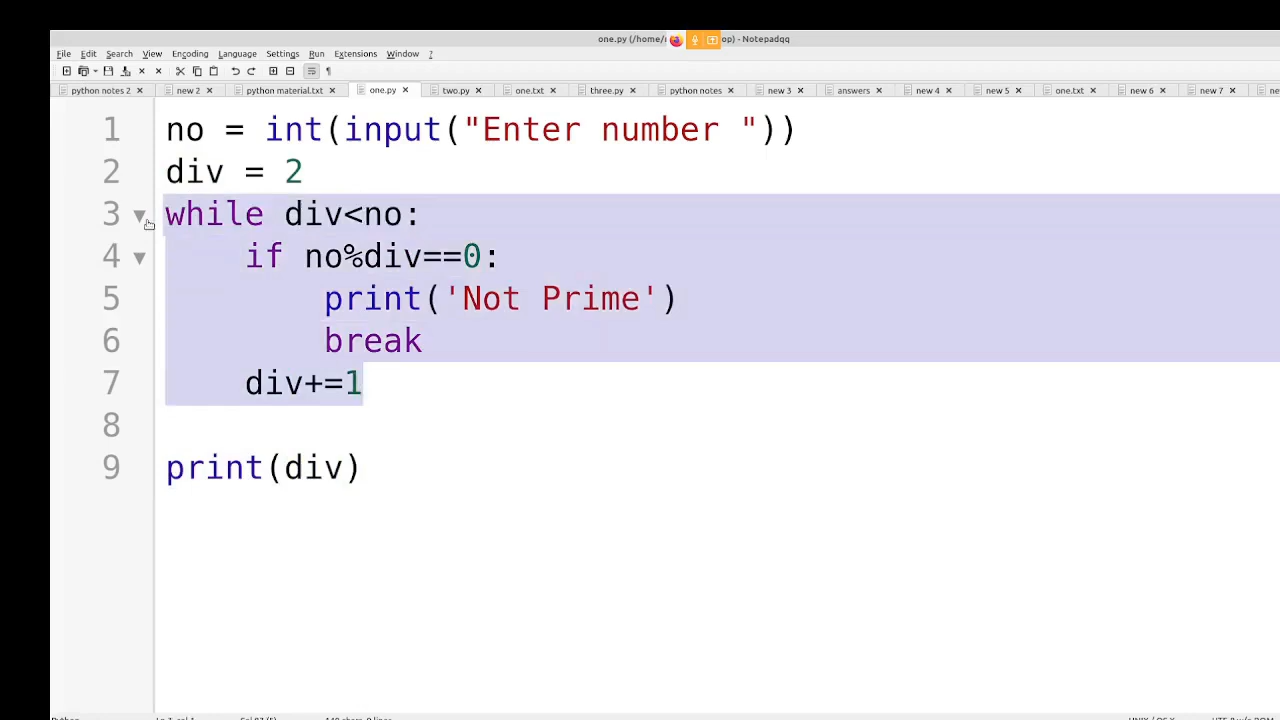 one.py (/home/ op) - Notepadqq
File Edit Search View Encoding Language Settings Run Extensions Window ?
python notes 2 new 2 python material.txt one.py two.py one.txt three.py python notes new 3 answers new 4 new 5 one.txt new 6 new 7
1 no = int(input("Enter number "))
2 div = 2
3 while div<no:
4 if no%div==0:
5 print('Not Prime')
6 break
7 div+=1
8
9 print(div)